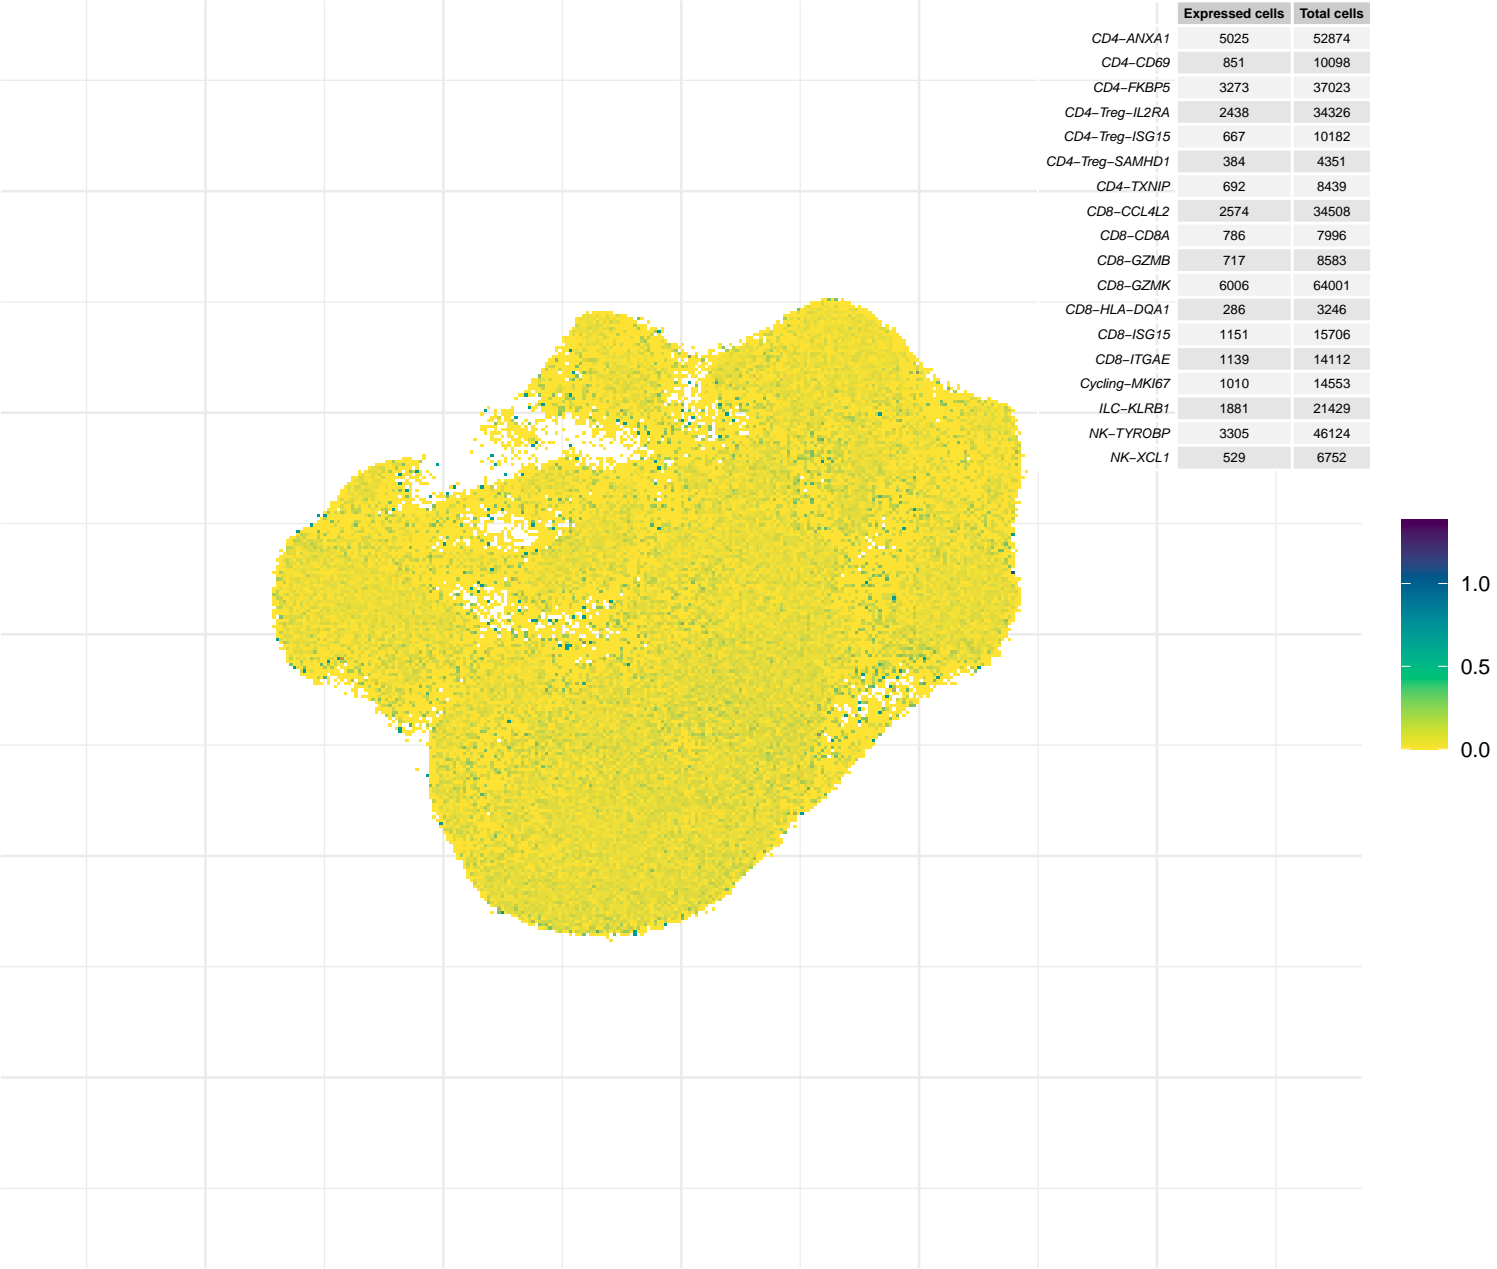 Expressed cells Total cells
CD4−ANXA1 5025 52874
CD4−CD69 851 10098
CD4−FKBP5 3273 37023
CD4−Treg−IL2RA 2438 34326
CD4−Treg−ISG15 667 10182
CD4−Treg−SAMHD1 384 4351
CD4−TXNIP 692 8439
CD8−CCL4L2 2574 34508
CD8−CD8A 786 7996
CD8−GZMB 717 8583
CD8−GZMK 6006 64001
CD8−HLA−DQA1 286 3246
CD8−ISG15 1151 15706
CD8−ITGAE 1139 14112
Cycling−MKI67 1010 14553
ILC−KLRB1 1881 21429
NK−TYROBP 3305 46124
NK−XCL1 529 6752
1.0
0.5
0.0